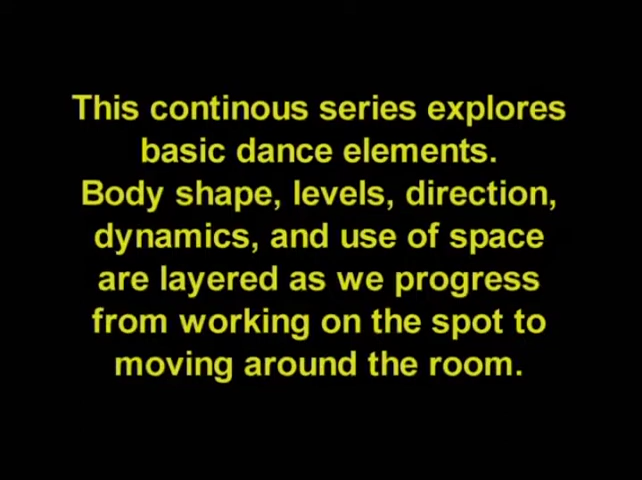 This continous series explores
basic dance elements.
Body shape, levels, direction,
dynamics, and use of space
are layered as we progress
from working on the spot to
moving around the room.